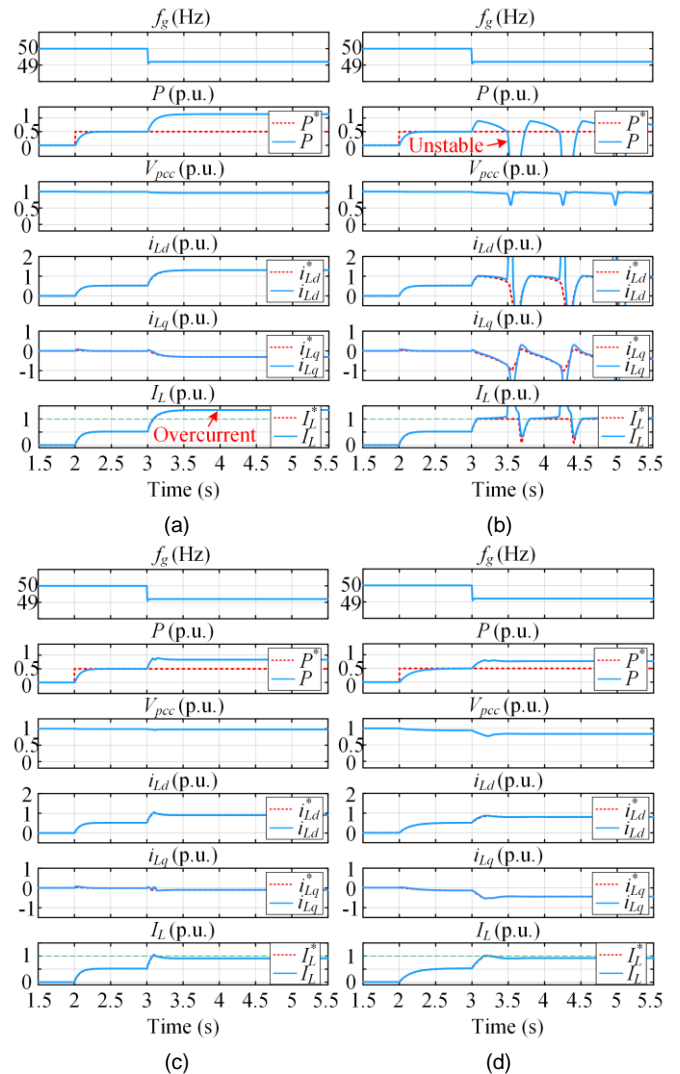 f_g (Hz)
50
49
P (p.u.)
1
0.5
0
P*
P
V_pcc (p.u.)
1
0.5
0
i_Ld (p.u.)
2
1
0
i*_Ld
i_Ld
i_Lq (p.u.)
1
0
-1
i*_Lq
i_Lq
I_L (p.u.)
1
0.5
0
Overcurrent
I*_L
I_L
1.5 2 2.5 3 3.5 4 4.5 5 5.5
Time (s)
(a)
f_g (Hz)
50
49
P (p.u.)
1
0.5
0
Unstable
P*
P
V_pcc (p.u.)
1
0.5
0
i_Ld (p.u.)
2
1
0
i*_Ld
i_Ld
i_Lq (p.u.)
1
0
-1
i*_Lq
i_Lq
I_L (p.u.)
1
0.5
0
I*_L
I_L
1.5 2 2.5 3 3.5 4 4.5 5 5.5
Time (s)
(b)
f_g (Hz)
50
49
P (p.u.)
1
0.5
0
P*
P
V_pcc (p.u.)
1
0.5
0
i_Ld (p.u.)
2
1
0
i*_Ld
i_Ld
i_Lq (p.u.)
1
0
-1
i*_Lq
i_Lq
I_L (p.u.)
1
0.5
0
I*_L
I_L
1.5 2 2.5 3 3.5 4 4.5 5 5.5
Time (s)
(c)
f_g (Hz)
50
49
P (p.u.)
1
0.5
0
P*
P
V_pcc (p.u.)
1
0.5
0
i_Ld (p.u.)
2
1
0
i*_Ld
i_Ld
i_Lq (p.u.)
1
0
-1
i*_Lq
i_Lq
I_L (p.u.)
1
0.5
0
I*_L
I_L
1.5 2 2.5 3 3.5 4 4.5 5 5.5
Time (s)
(d)